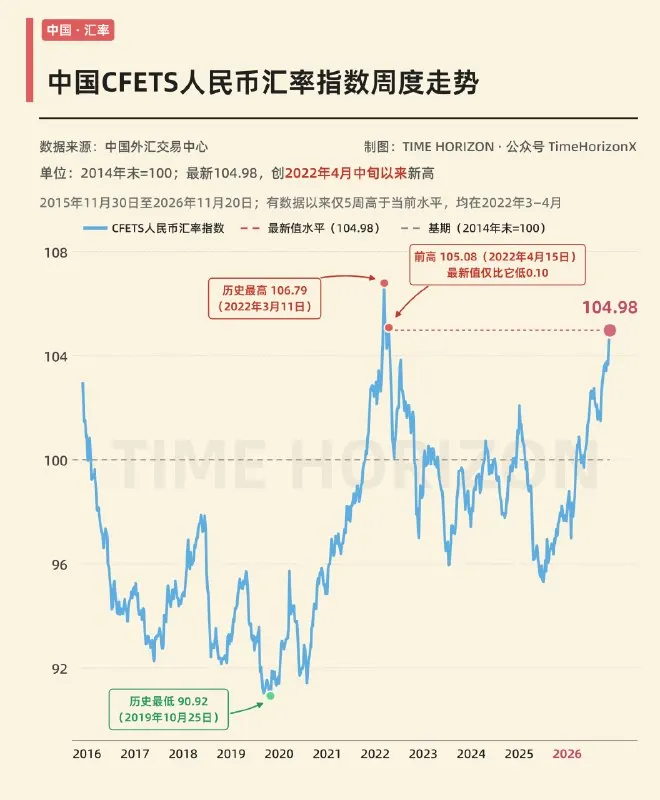 中国·汇率
中国CFETS人民币汇率指数周度走势
数据来源：中国外汇交易中心
制图：TIME HORIZON · 公众号 TimeHorizonX
单位：2014年末=100；最新104.98，创2022年4月中旬以来新高
2015年11月30日至2026年11月20日；有数据以来仅5周高于当前水平，均在2022年3—4月
CFETS人民币汇率指数
最新值水平（104.98）
基期（2014年末=100）
108
前高 105.08（2022年4月15日）
最新值仅比它低0.10
历史最高 106.79
（2022年3月11日）
104.98
104
100
TIME HORIZON
96
92
历史最低 90.92
（2019年10月25日）
2016 2017 2018 2019 2020 2021 2022 2023 2024 2025 2026